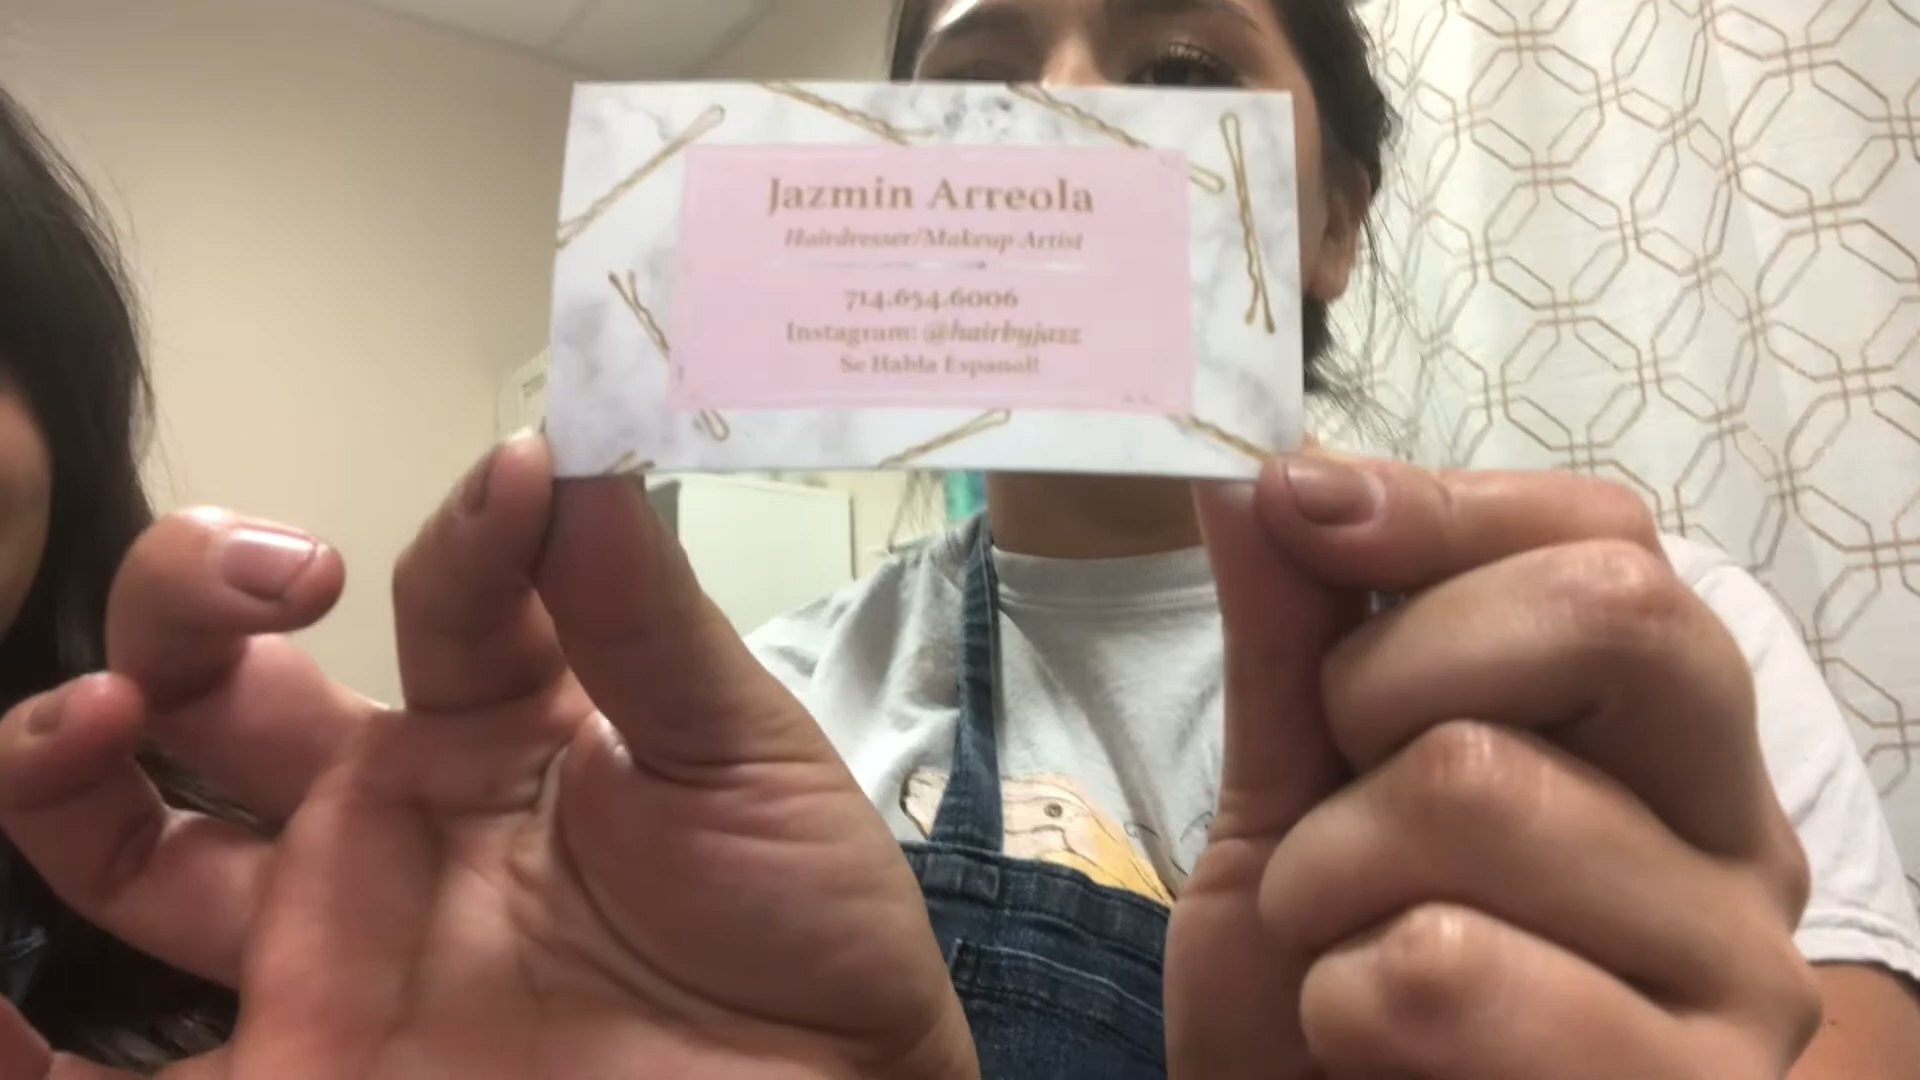 Jazmin Arreola
Hairdresser/Makeup Artist
714.654.6006
Instagram: @hairbyjazz
Se Habla Espanol!